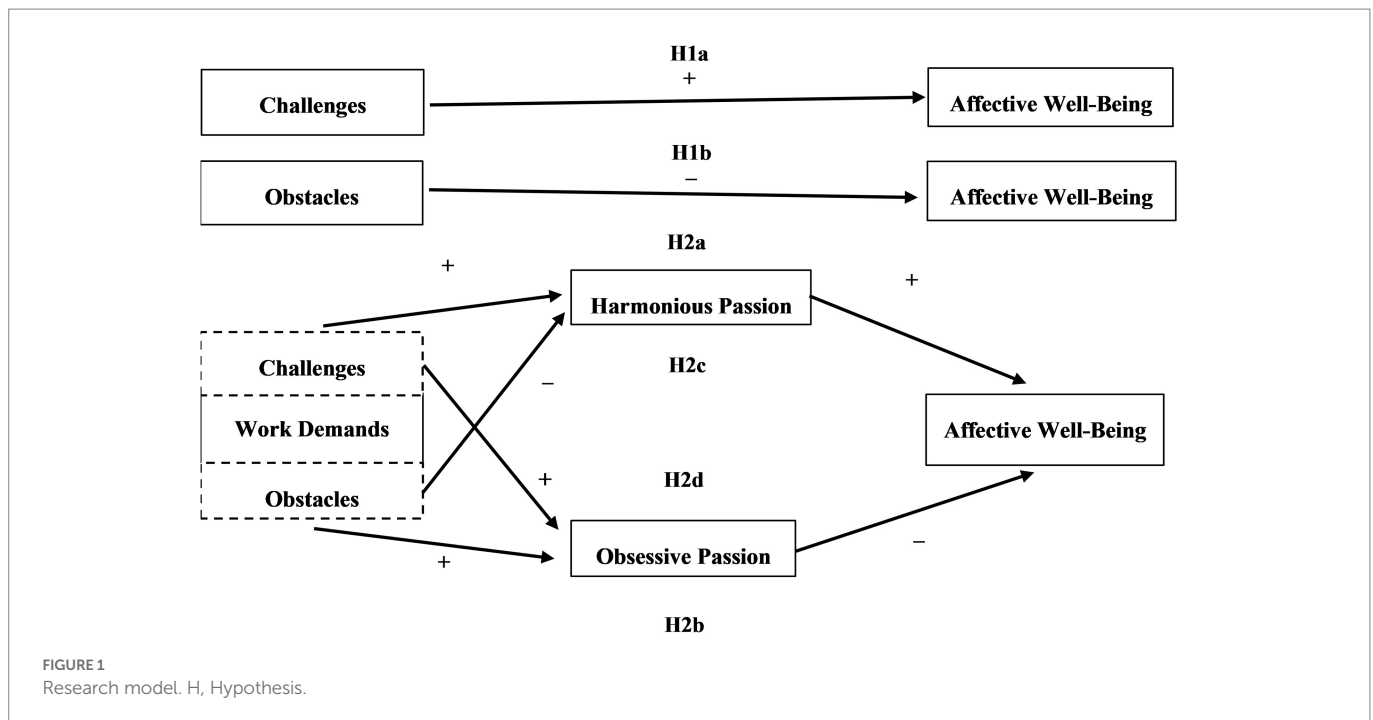 H1a
+
Challenges
Affective Well-Being
H1b
–
Obstacles
Affective Well-Being
H2a
+
+
Harmonious Passion
Challenges
H2c
–
Work Demands
Affective Well-Being
Obstacles
+
H2d
Obsessive Passion
+
–
H2b
FIGURE 1
Research model. H, Hypothesis.